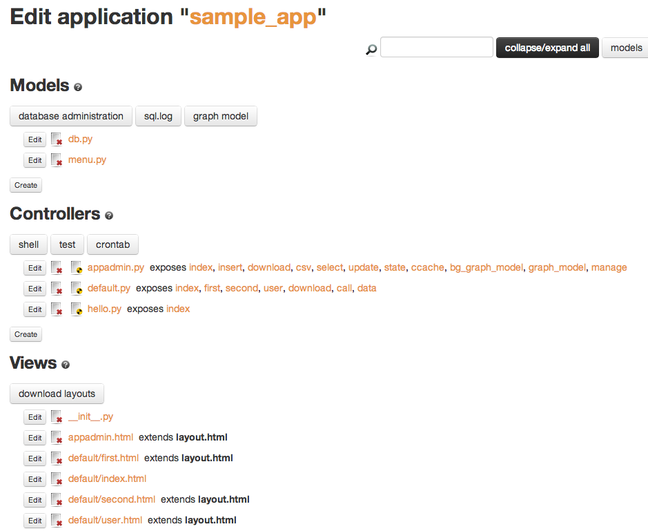 Edit application "sample_app"
collapse/expand all models
Models
database administration sql.log graph model
Edit db.py
Edit menu.py
Create
Controllers
shell test crontab
Edit appadmin.py exposes index, insert, download, csv, select, update, state, ccache, bg_graph_model, graph_model, manage
Edit default.py exposes index, first, second, user, download, call, data
Edit hello.py exposes index
Create
Views
download layouts
Edit __init__.py
Edit appadmin.html extends layout.html
Edit default/first.html extends layout.html
Edit default/index.html
Edit default/second.html extends layout.html
Edit default/user.html extends layout.html